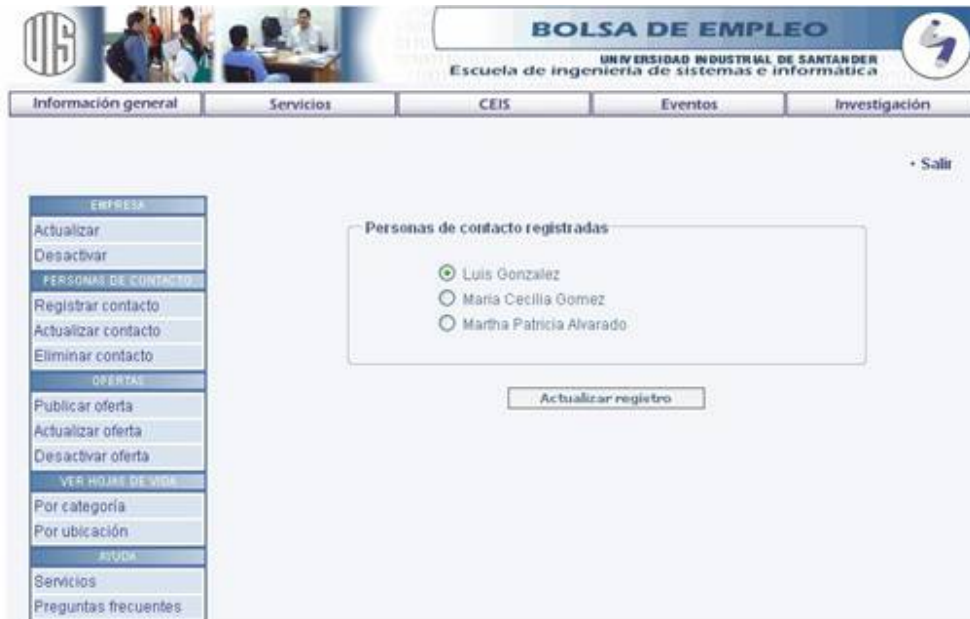 UIS
BOLSA DE EMPLEO
UNIVERSIDAD INDUSTRIAL DE SANTANDER
Escuela de ingeniería de sistemas e informática
Información general
Servicios
CEIS
Eventos
Investigación
• Salir
EMPRESA
Actualizar
Desactivar
PERSONAS DE CONTACTO
Registrar contacto
Actualizar contacto
Eliminar contacto
OFERTAS
Publicar oferta
Actualizar oferta
Desactivar oferta
VER HOJAS DE VIDA
Por categoría
Por ubicación
AYUDA
Servicios
Preguntas frecuentes
Personas de contacto registradas
Luis Gonzalez
Maria Cecilia Gomez
Martha Patricia Alvarado
Actualizar registro